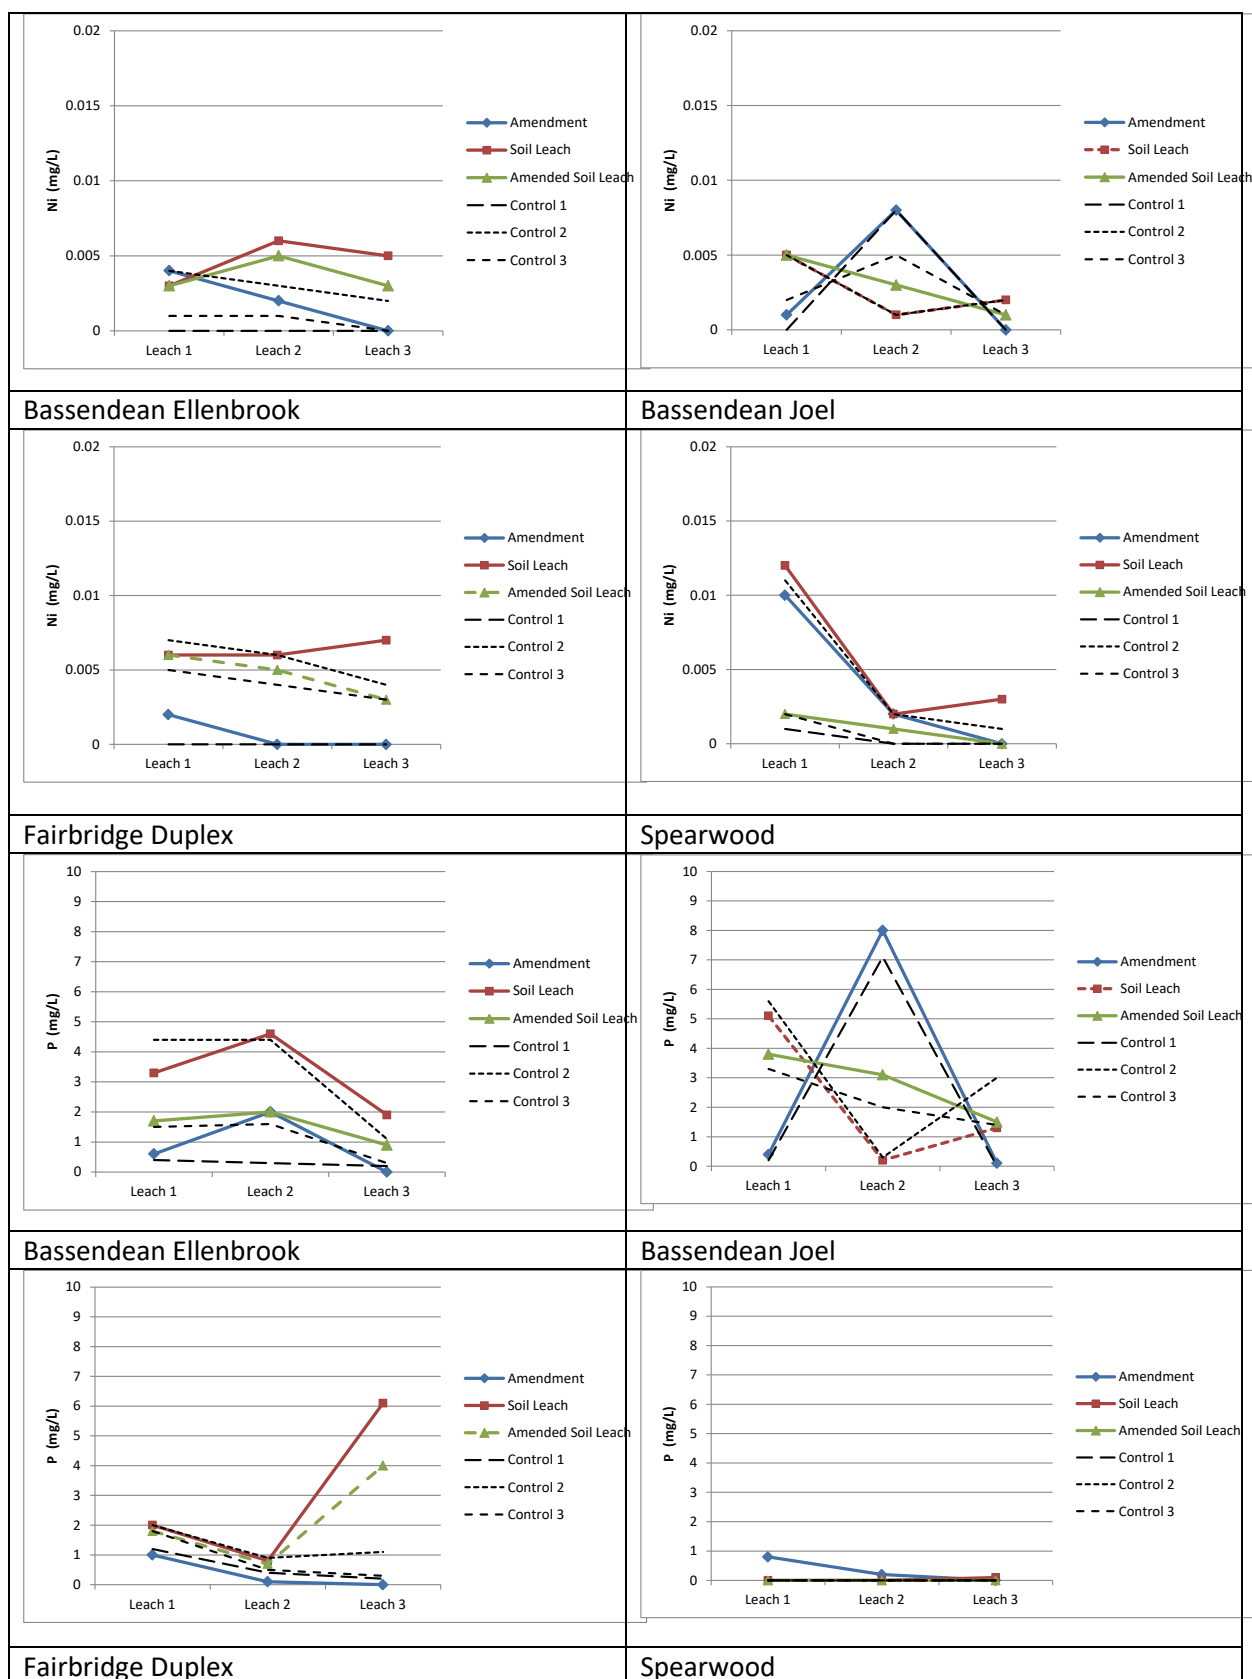 0.02
0.015
0.01
0.005
0
Ni (mg/L)
Leach 1 Leach 2 Leach 3
Amendment
Soil Leach
Amended Soil Leach
Control 1
Control 2
Control 3
0.02
0.015
0.01
0.005
0
Ni (mg/L)
Leach 1 Leach 2 Leach 3
Amendment
Soil Leach
Amended Soil Leach
Control 1
Control 2
Control 3
Bassendean Ellenbrook
Bassendean Joel
0.02
0.015
0.01
0.005
0
Ni (mg/L)
Leach 1 Leach 2 Leach 3
Amendment
Soil Leach
Amended Soil Leach
Control 1
Control 2
Control 3
0.02
0.015
0.01
0.005
0
Ni (mg/L)
Leach 1 Leach 2 Leach 3
Amendment
Soil Leach
Amended Soil Leach
Control 1
Control 2
Control 3
Fairbridge Duplex
Spearwood
10
9
8
7
6
5
4
3
2
1
0
P (mg/L)
Leach 1 Leach 2 Leach 3
Amendment
Soil Leach
Amended Soil Leach
Control 1
Control 2
Control 3
10
9
8
7
6
5
4
3
2
1
0
P (mg/L)
Leach 1 Leach 2 Leach 3
Amendment
Soil Leach
Amended Soil Leach
Control 1
Control 2
Control 3
Bassendean Ellenbrook
Bassendean Joel
10
9
8
7
6
5
4
3
2
1
0
P (mg/L)
Leach 1 Leach 2 Leach 3
Amendment
Soil Leach
Amended Soil Leach
Control 1
Control 2
Control 3
10
9
8
7
6
5
4
3
2
1
0
P (mg/L)
Leach 1 Leach 2 Leach 3
Amendment
Soil Leach
Amended Soil Leach
Control 1
Control 2
Control 3
Fairbridge Duplex
Spearwood